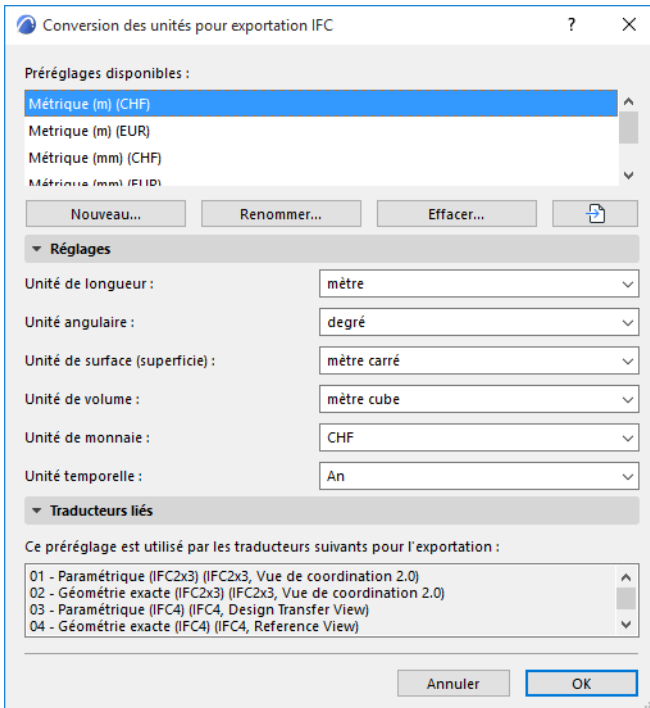 Conversion des unités pour exportation IFC
Préréglages disponibles :
Métrique (m) (CHF)
Metrique (m) (EUR)
Métrique (mm) (CHF)
Métrique (mm) (EUR)
Nouveau...
Renommer...
Effacer...
Réglages
Unité de longueur :
mètre
Unité angulaire :
degré
Unité de surface (superficie) :
mètre carré
Unité de volume :
mètre cube
Unité de monnaie :
CHF
Unité temporelle :
An
Traducteurs liés
Ce préréglage est utilisé par les traducteurs suivants pour l'exportation :
01 - Paramétrique (IFC2x3) (IFC2x3, Vue de coordination 2.0)
02 - Géométrie exacte (IFC2x3) (IFC2x3, Vue de coordination 2.0)
03 - Paramétrique (IFC4) (IFC4, Design Transfer View)
04 - Géométrie exacte (IFC4) (IFC4, Reference View)
Annuler
OK